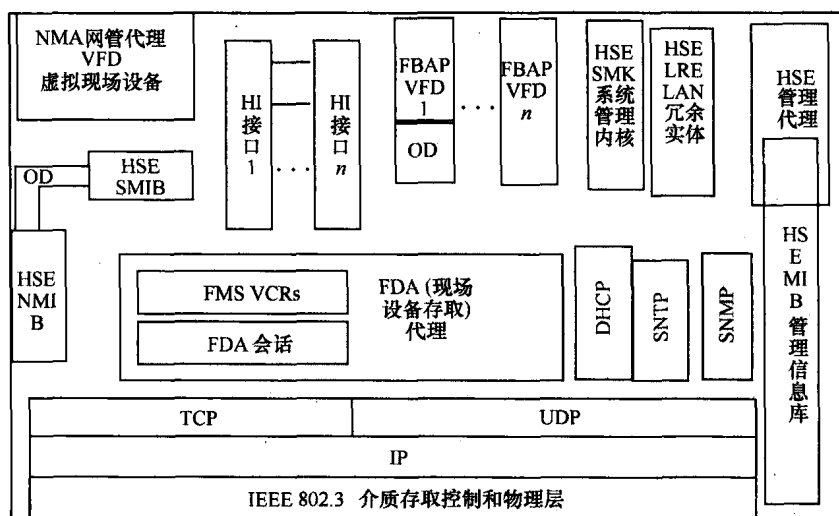 NMA网管代理
VFD
虚拟现场设备
HI
接
口
1
...
HI
接
口
n
FBAP
VFD
1
OD
...
FBAP
VFD
n
HSE
SMK
系统
管理
内核
HSE
LRE
LAN
冗余
实体
HSE
管理
代理
OD
HSE
SMIB
HSE
NMI
B
FMS VCRs
FDA 会话
FDA (现场
设备存取)
代理
DHCP
SNTP
SNMP
HS
E
MI
B
管
理
信
息
库
TCP
UDP
IP
IEEE 802.3 介质存取控制和物理层